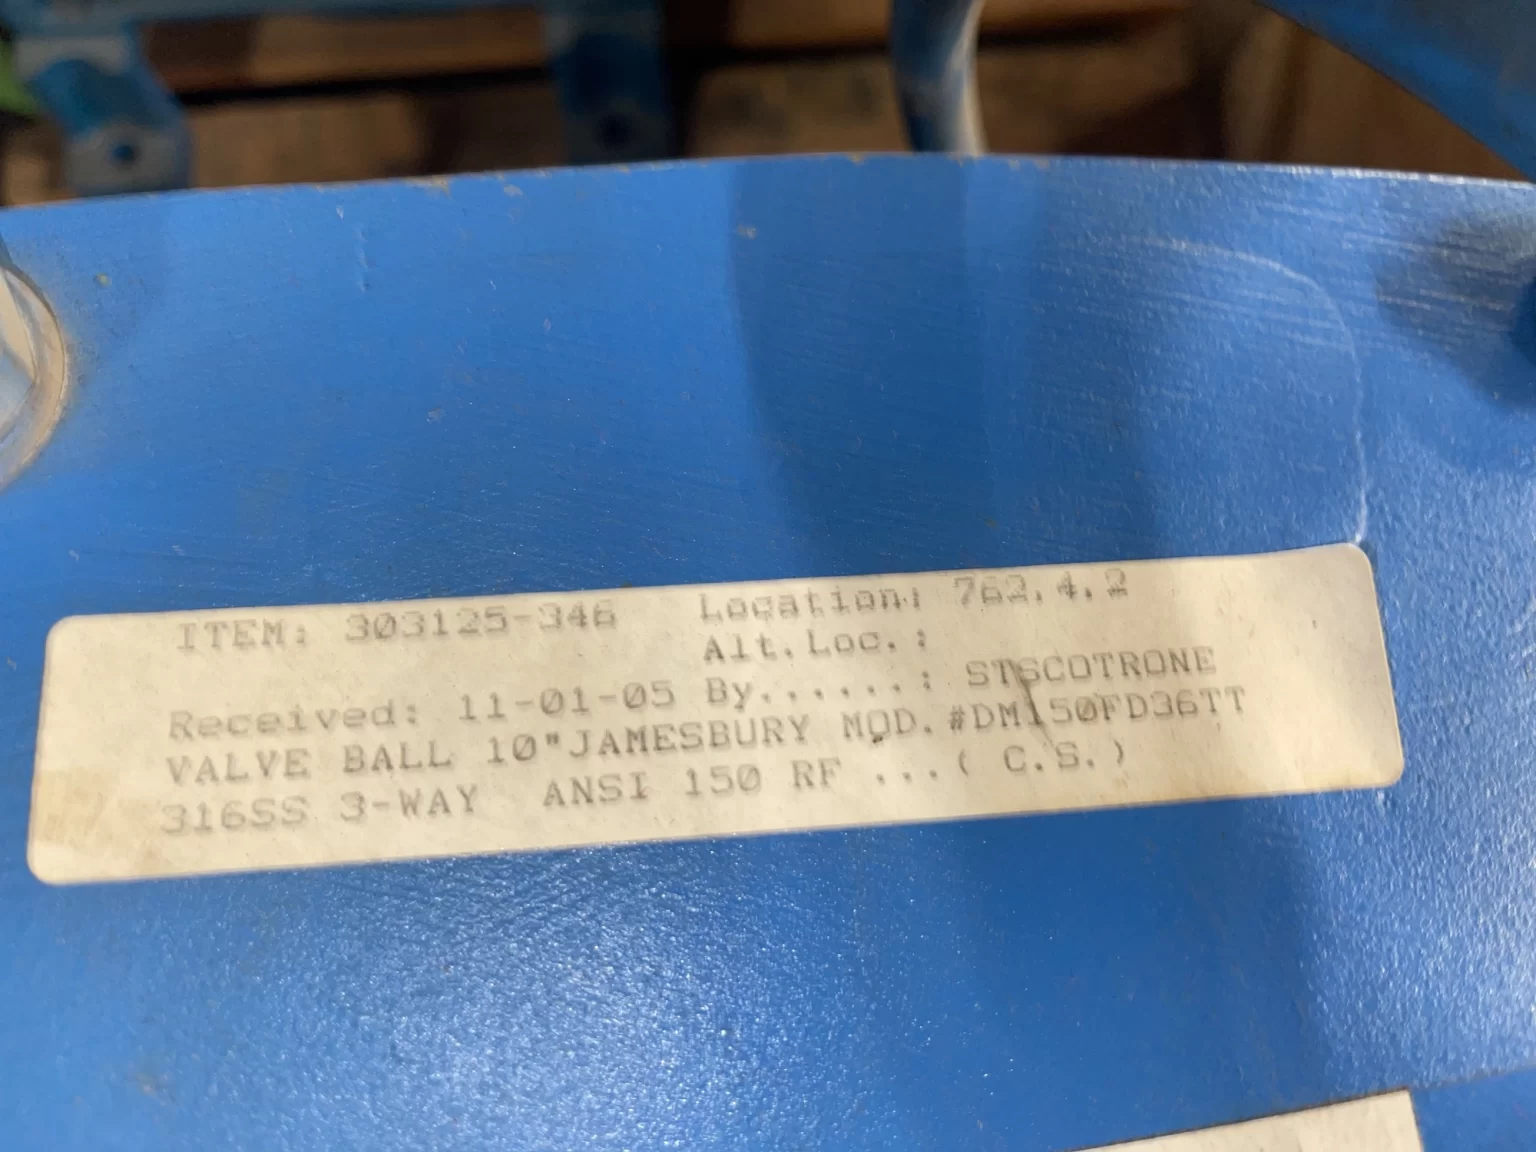 ITEM: 303125-346 Location: 762.4.2
Alt.Loc.:
Received: 11-01-05 By......: STSCOTRONE
VALVE BALL 10"JAMESBURY MOD.#DM150FD36TT
316SS 3-WAY ANSI 150 RF ...( C.S.)